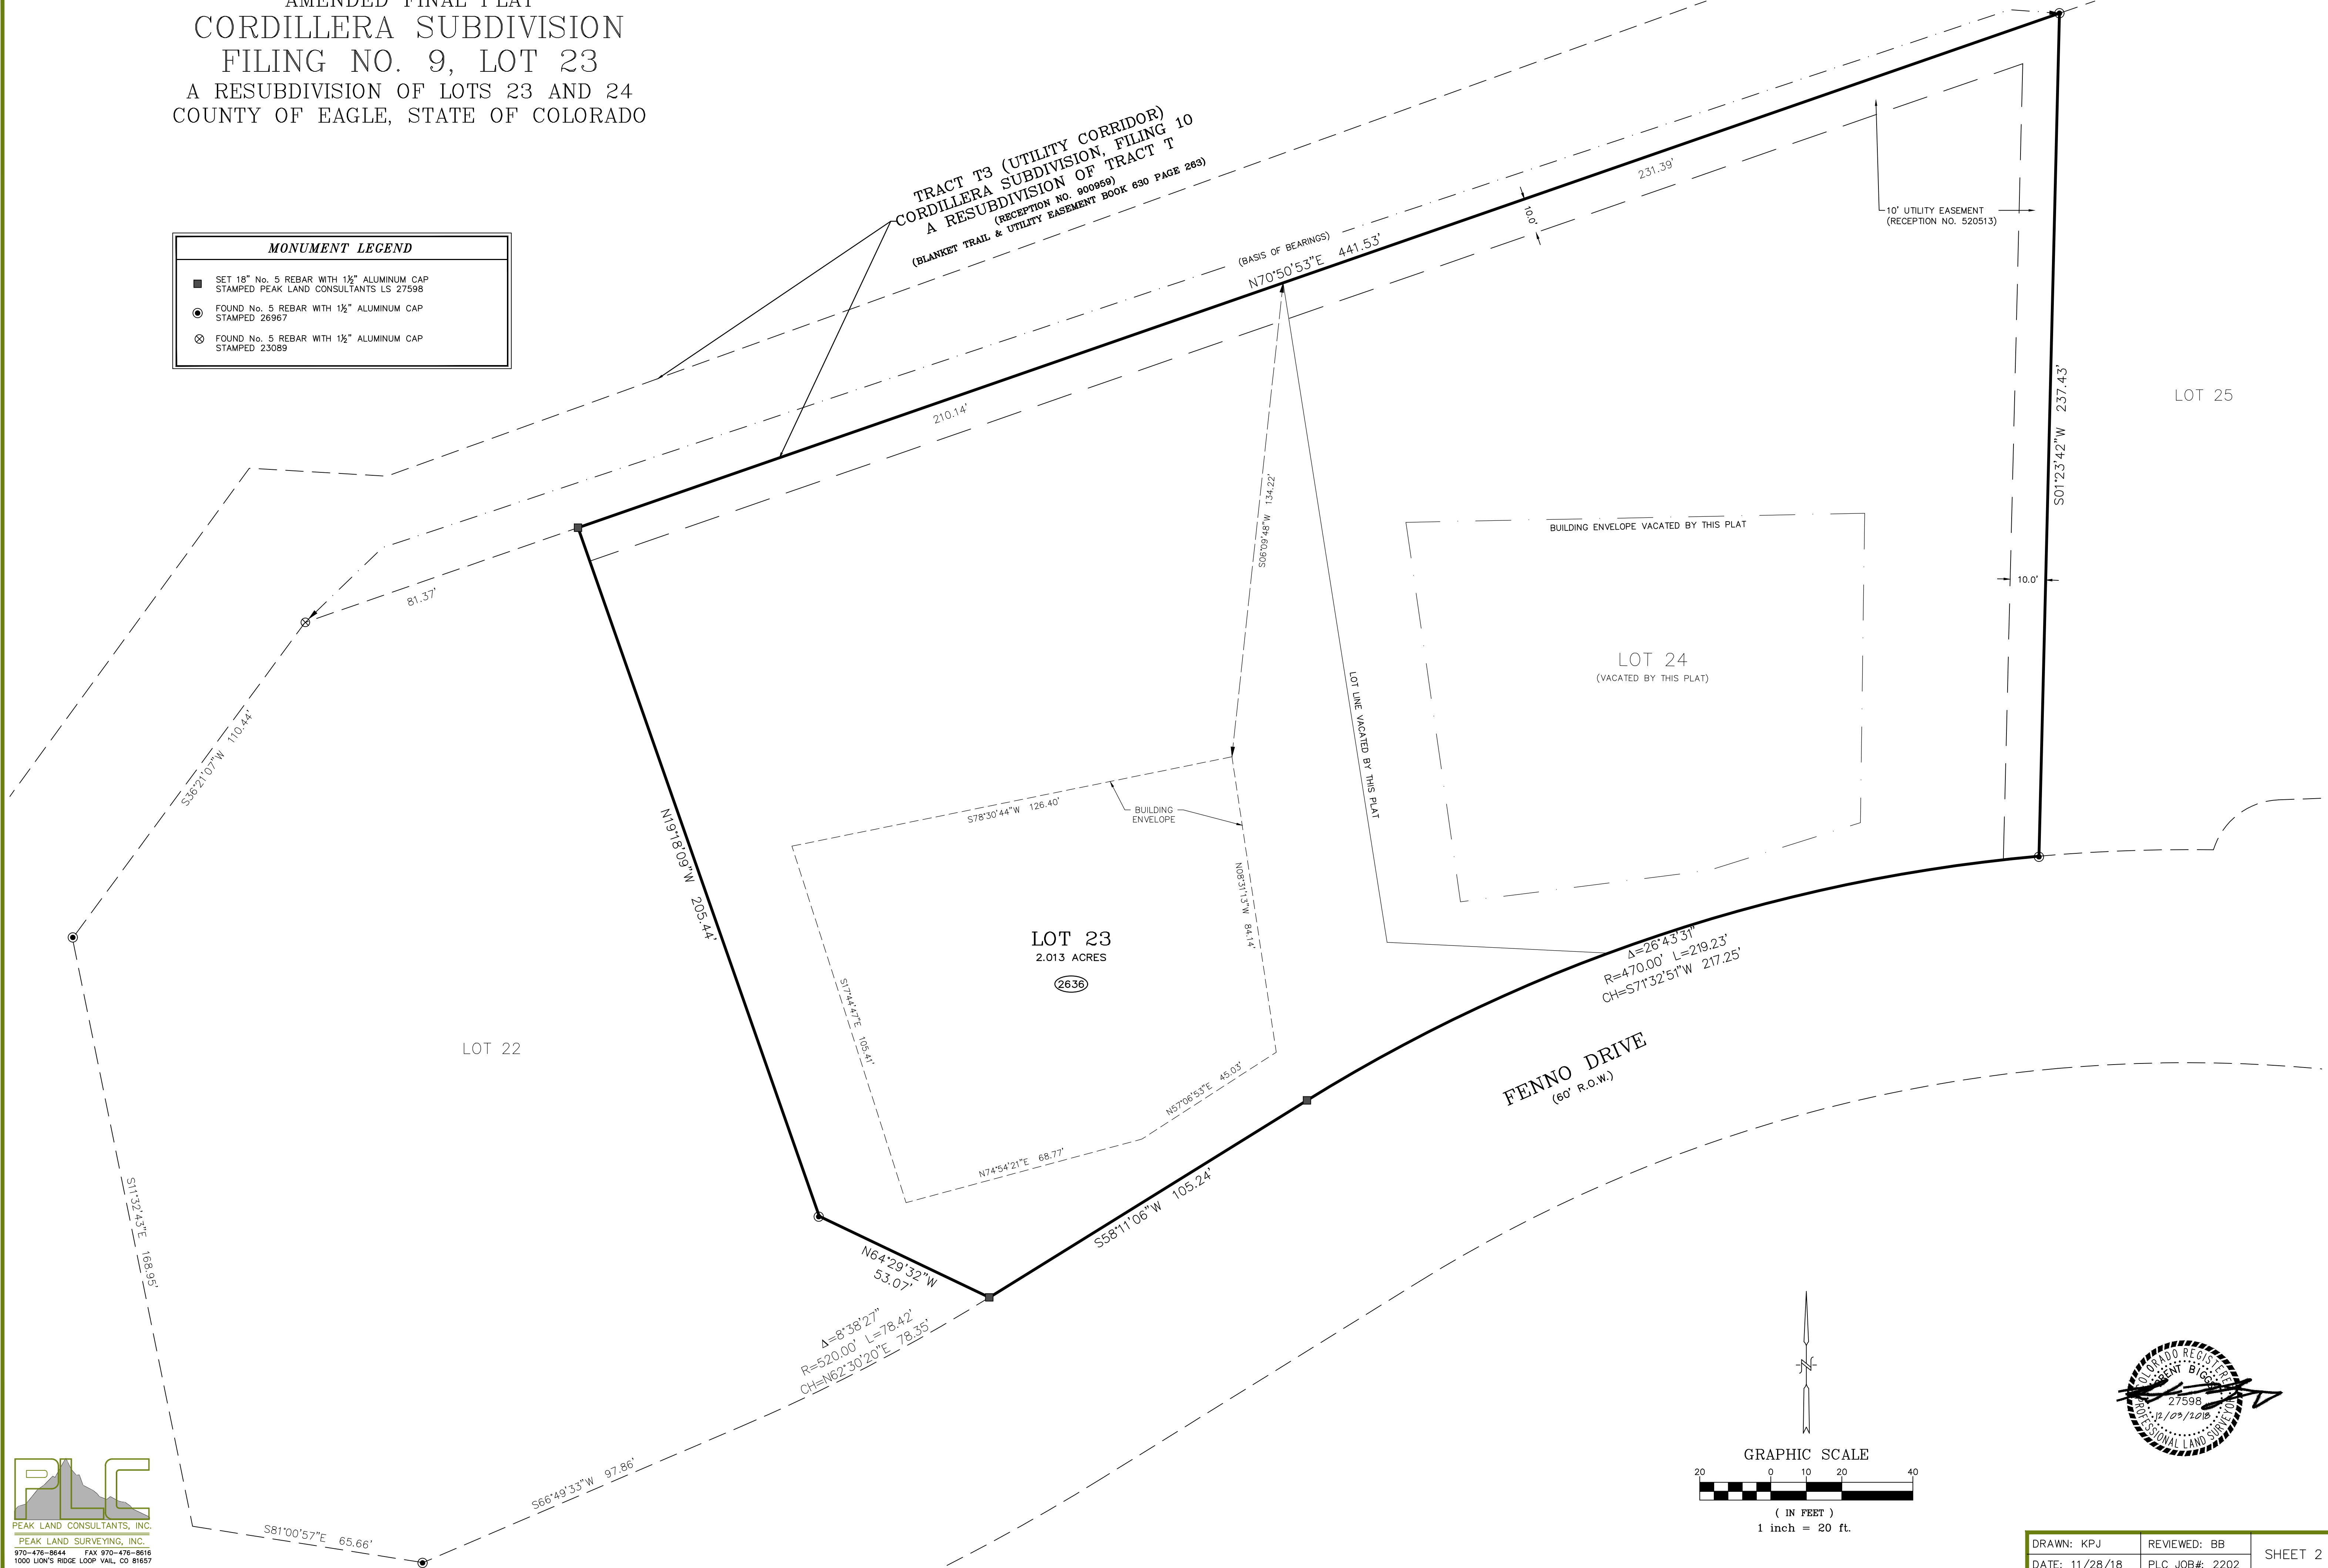 AMENDED FINAL PLAT
CORDILLERA SUBDIVISION
FILING NO. 9, LOT 23
A RESUBDIVISION OF LOTS 23 AND 24
COUNTY OF EAGLE, STATE OF COLORADO
MONUMENT LEGEND
SET 18" No. 5 REBAR WITH 1½" ALUMINUM CAP
STAMPED PEAK LAND CONSULTANTS LS 27598
FOUND No. 5 REBAR WITH 1½" ALUMINUM CAP
STAMPED 26967
FOUND No. 5 REBAR WITH 1½" ALUMINUM CAP
STAMPED 23089
TRACT T3 (UTILITY CORRIDOR)
CORDILLERA SUBDIVISION, FILING 10
A RESUBDIVISION OF TRACT T
(RECEPTION NO. 900959)
(BLANKET TRAIL & UTILITY EASEMENT BOOK 630 PAGE 263)
(BASIS OF BEARINGS)
N70°50'53"E 441.53'
231.39'
10.0'
10' UTILITY EASEMENT
(RECEPTION NO. 520513)
210.14'
81.37'
S01°23'42"W 237.43'
LOT 25
10.0'
S06°09'48"W 134.22'
BUILDING ENVELOPE VACATED BY THIS PLAT
LOT 24
(VACATED BY THIS PLAT)
LOT LINE VACATED BY THIS PLAT
S36°21'07"W 110.44'
N19°18'09"W 205.44'
S78°30'44"W 126.40'
BUILDING
ENVELOPE
N08°31'13"W 84.14'
LOT 23
2.013 ACRES
2636
S17°44'47"E 105.41'
N57°06'53"E 45.03'
N74°54'21"E 68.77'
LOT 22
Δ=26°43'31"
R=470.00' L=219.23'
CH=S71°32'51"W 217.25'
FENNO DRIVE
(60' R.O.W.)
S58°11'06"W 105.24'
N64°29'32"W
53.07'
Δ=8°38'27"
R=520.00' L=78.42'
CH=N62°30'20"E 78.35'
S11°32'43"E 168.95'
S66°49'33"W 97.86'
S81°00'57"E 65.66'
N
GRAPHIC SCALE
20 0 10 20 40
( IN FEET )
1 inch = 20 ft.
COLORADO REGISTERED
BRENT BIGGS
27598
12/03/2018
PROFESSIONAL LAND SURVEYOR
PLC
PEAK LAND CONSULTANTS, INC.
PEAK LAND SURVEYING, INC.
970-476-8644 FAX 970-476-8616
1000 LION'S RIDGE LOOP VAIL, CO 81657
DRAWN: KPJ
REVIEWED: BB
SHEET 2
DATE: 11/28/18
PLC JOB#: 2202